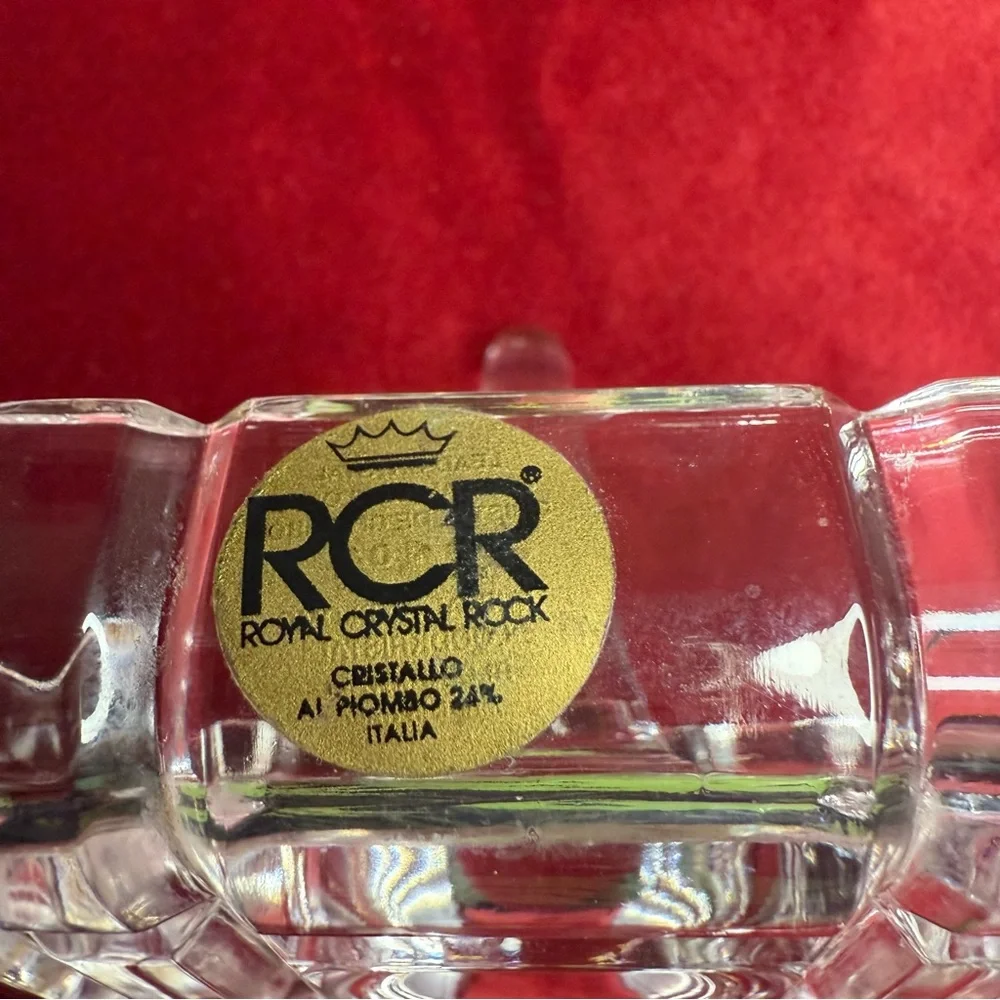 RCR®
ROYAL CRYSTAL ROCK
CRISTALLO
AL PIOMBO 24%
ITALIA